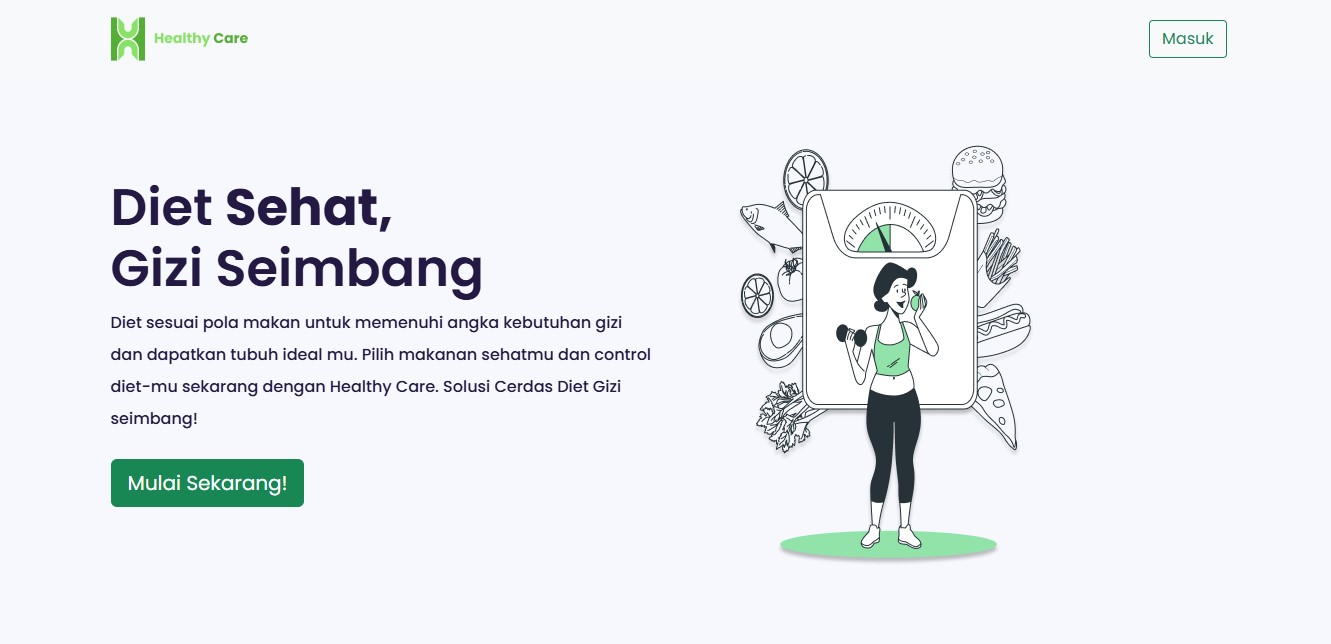 Healthy Care
Masuk
Diet Sehat,
Gizi Seimbang
Diet sesuai pola makan untuk memenuhi angka kebutuhan gizi
dan dapatkan tubuh ideal mu. Pilih makanan sehatmu dan control
diet-mu sekarang dengan Healthy Care. Solusi Cerdas Diet Gizi
seimbang!
Mulai Sekarang!